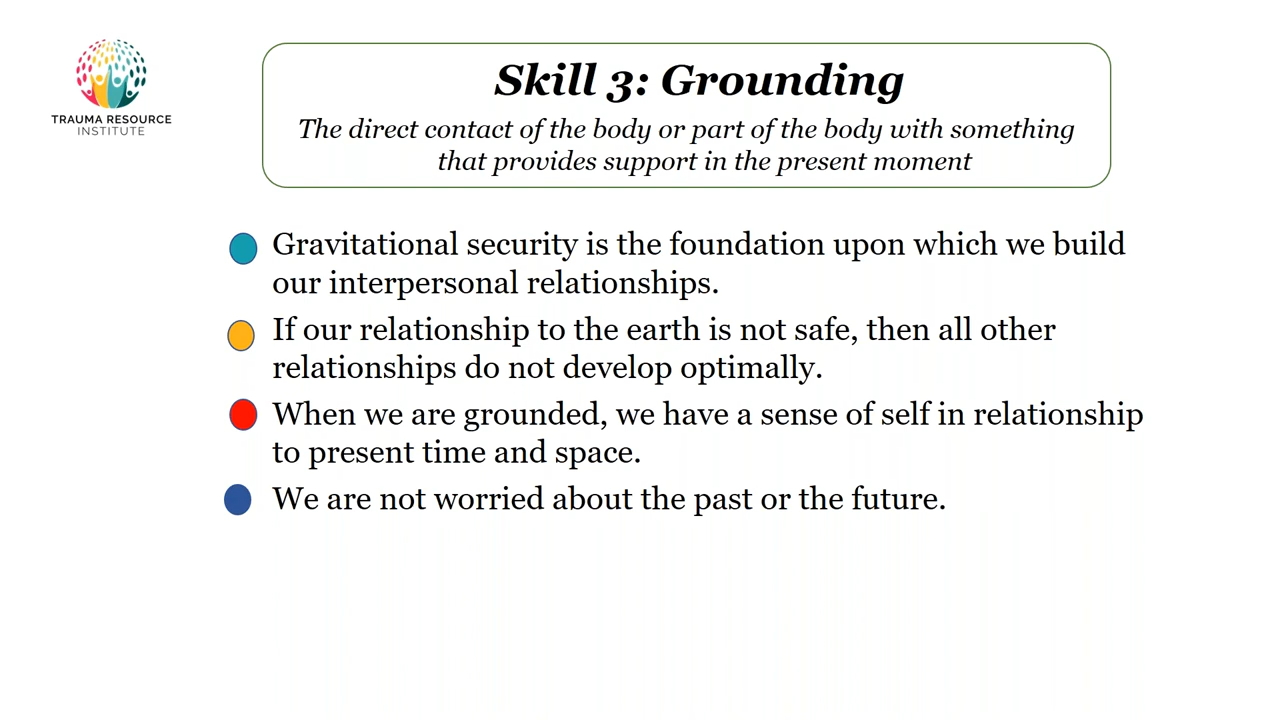 TRAUMA RESOURCE
INSTITUTE
Skill 3: Grounding
The direct contact of the body or part of the body with something
that provides support in the present moment
Gravitational security is the foundation upon which we build
our interpersonal relationships.
If our relationship to the earth is not safe, then all other
relationships do not develop optimally.
When we are grounded, we have a sense of self in relationship
to present time and space.
We are not worried about the past or the future.